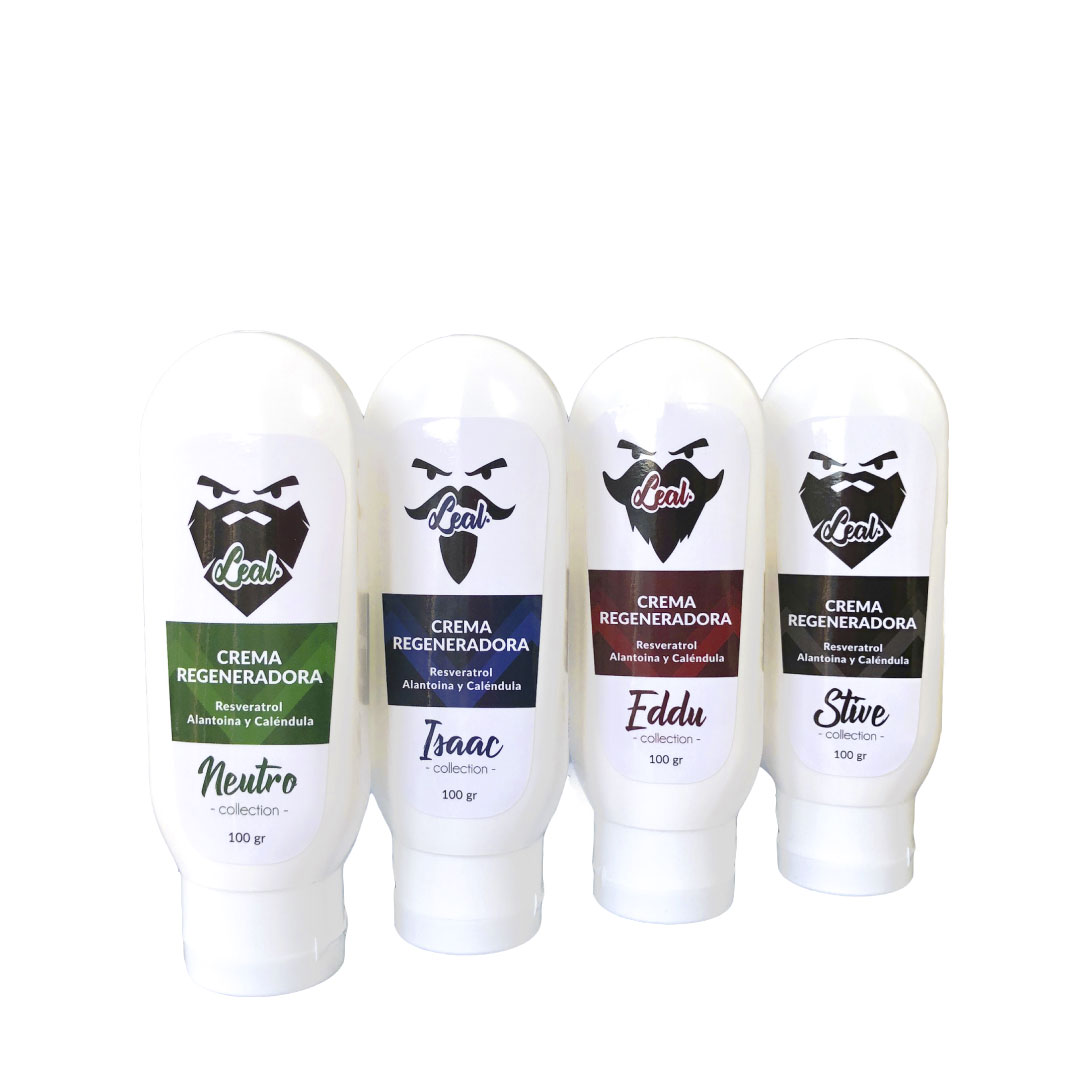 Leal.
CREMA
REGENERADORA
Resveratrol
Alantoina y Caléndula
Neutro
- collection -
100 gr
Leal.
CREMA
REGENERADORA
Resveratrol
Alantoina y Caléndula
Isaac
- collection -
100 gr
Leal.
CREMA
REGENERADORA
Resveratrol
Alantoina y Caléndula
Eddu
- collection -
100 gr
Leal.
CREMA
REGENERADORA
Resveratrol
Alantoina y Caléndula
Stive
- collection -
100 gr